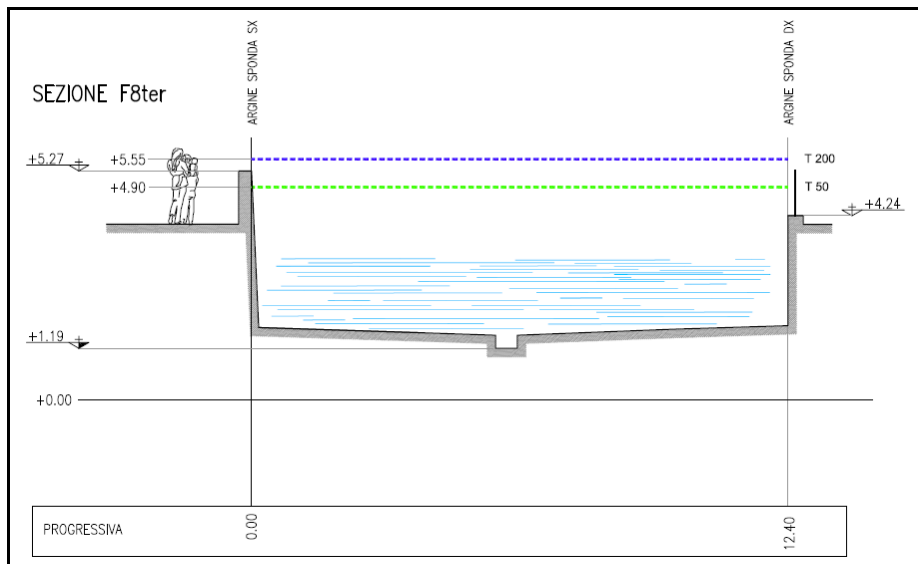 ARGINE SPONDA SX
ARGINE SPONDA DX
SEZIONE F8ter
+5.27
+5.55
T 200
+4.90
T 50
+4.24
+1.19
+0.00
PROGRESSIVA
0.00
12.40